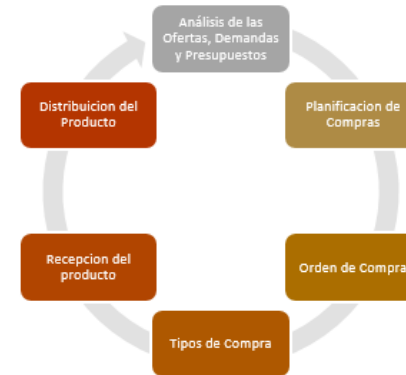 Análisis de las
Ofertas, Demandas
y Presupuestos
Planificacion de
Compras
Orden de Compra
Tipos de Compra
Recepcion del
producto
Distribuicion del
Producto